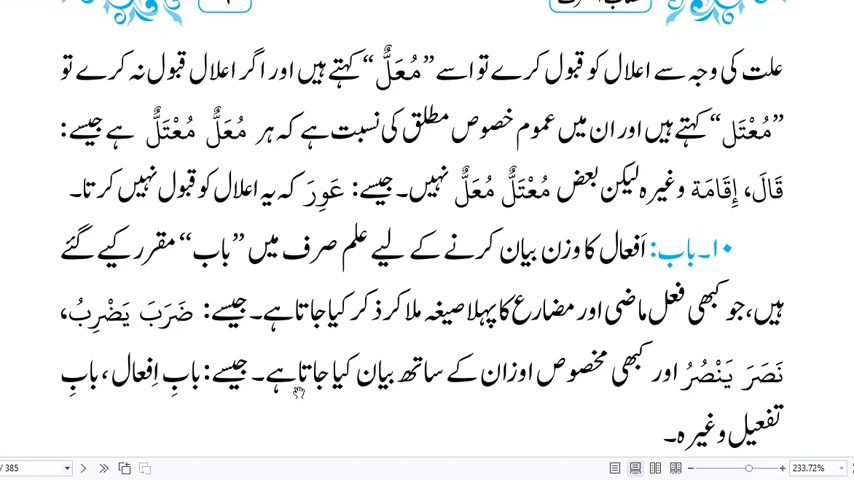 علت کی وجہ سے اعلال کو قبول کرے تو اسے ”مُعَلٌّ“ کہتے ہیں اور اگر اعلال قبول نہ کرے تو
”مُعْتَل“ کہتے ہیں اور ان میں عموم خصوص مطلق کی نسبت ہے کہ ہر مُعَلٌّ مُعْتَلٌّ ہے جیسے:
قَالَ، إِقَامَة وغیرہ لیکن بعض مُعْتَلٌّ مُعَلٌّ نہیں۔ جیسے: عَوِرَ کہ یہ اعلال کو قبول نہیں کرتا۔
۱۰۔ باب: اَفعال کا وزن بیان کرنے کے لیے علم صرف میں ”باب“ مقرر کیے گئے
ہیں، جو کبھی فعل ماضی اور مضارع کا پہلا صیغہ ملا کر ذکر کیا جاتا ہے۔ جیسے: ضَرَبَ يَضْرِبُ،
نَصَرَ يَنْصُرُ اور کبھی مخصوص اوزان کے ساتھ بیان کیا جاتا ہے۔ جیسے: بابِ اِفعال، بابِ
تفعیل وغیرہ۔
/ 385
233.72%